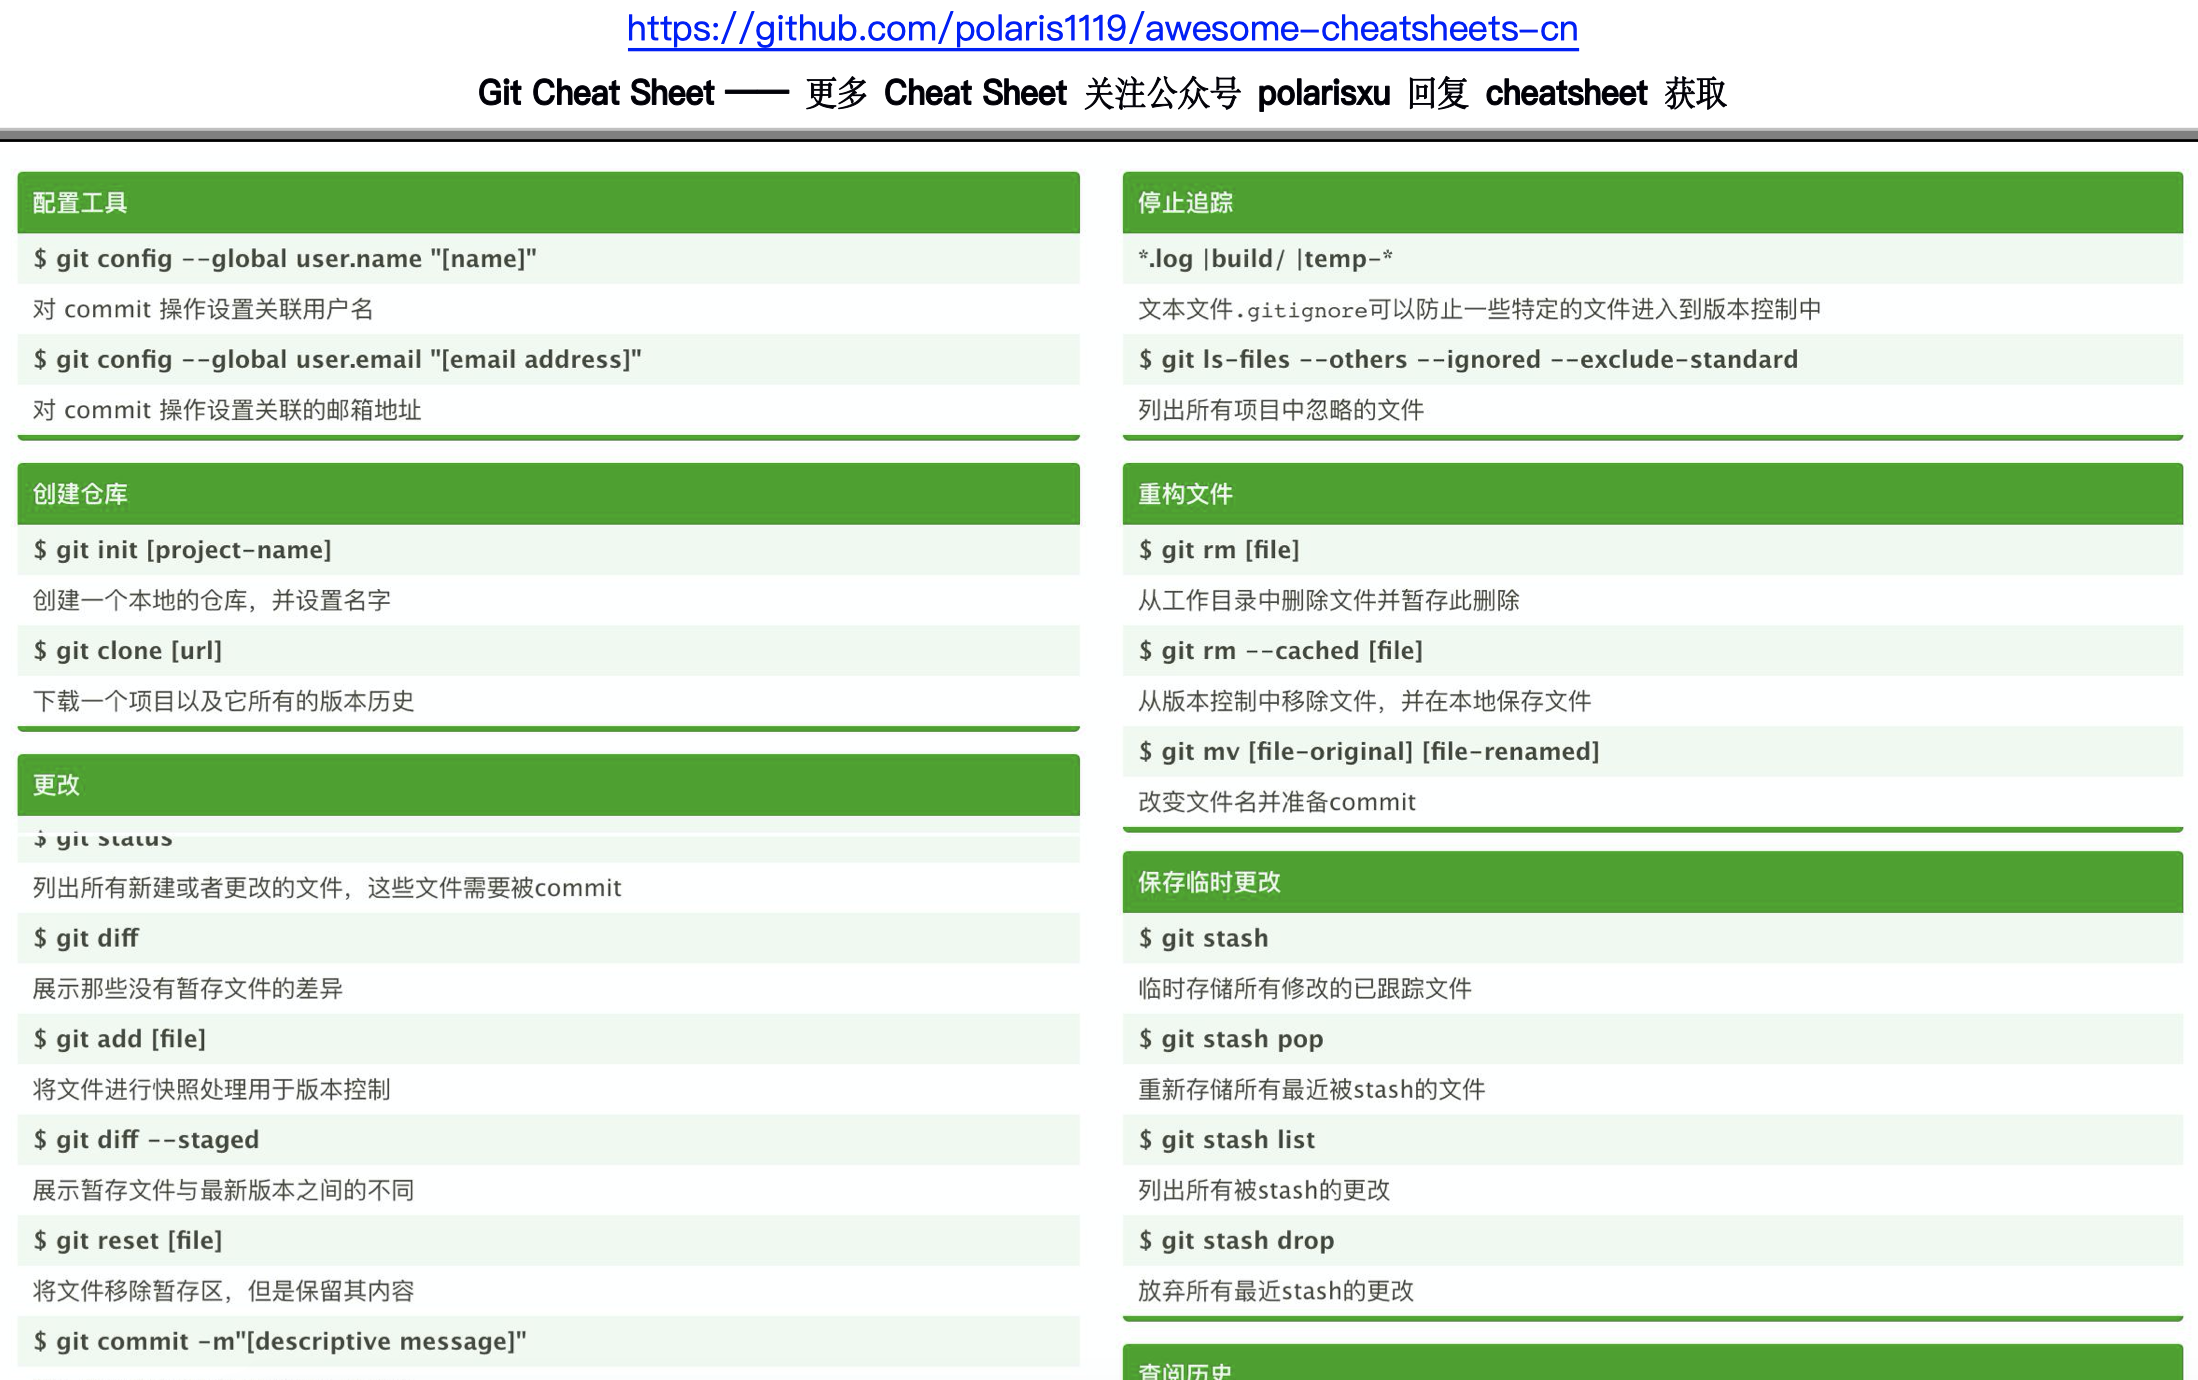 https://github.com/polaris1119/awesome-cheatsheets-cn
Git Cheat Sheet —— 更多 Cheat Sheet 关注公众号 polarisxu 回复 cheatsheet 获取
配置工具
$ git config --global user.name "[name]"
对 commit 操作设置关联用户名
$ git config --global user.email "[email address]"
对 commit 操作设置关联的邮箱地址
创建仓库
$ git init [project-name]
创建一个本地的仓库，并设置名字
$ git clone [url]
下载一个项目以及它所有的版本历史
更改
$ git status
列出所有新建或者更改的文件，这些文件需要被commit
$ git diff
展示那些没有暂存文件的差异
$ git add [file]
将文件进行快照处理用于版本控制
$ git diff --staged
展示暂存文件与最新版本之间的不同
$ git reset [file]
将文件移除暂存区，但是保留其内容
$ git commit -m"[descriptive message]"
停止追踪
*.log |build/ |temp-*
文本文件.gitignore可以防止一些特定的文件进入到版本控制中
$ git ls-files --others --ignored --exclude-standard
列出所有项目中忽略的文件
重构文件
$ git rm [file]
从工作目录中删除文件并暂存此删除
$ git rm --cached [file]
从版本控制中移除文件，并在本地保存文件
$ git mv [file-original] [file-renamed]
改变文件名并准备commit
保存临时更改
$ git stash
临时存储所有修改的已跟踪文件
$ git stash pop
重新存储所有最近被stash的文件
$ git stash list
列出所有被stash的更改
$ git stash drop
放弃所有最近stash的更改
查阅历史